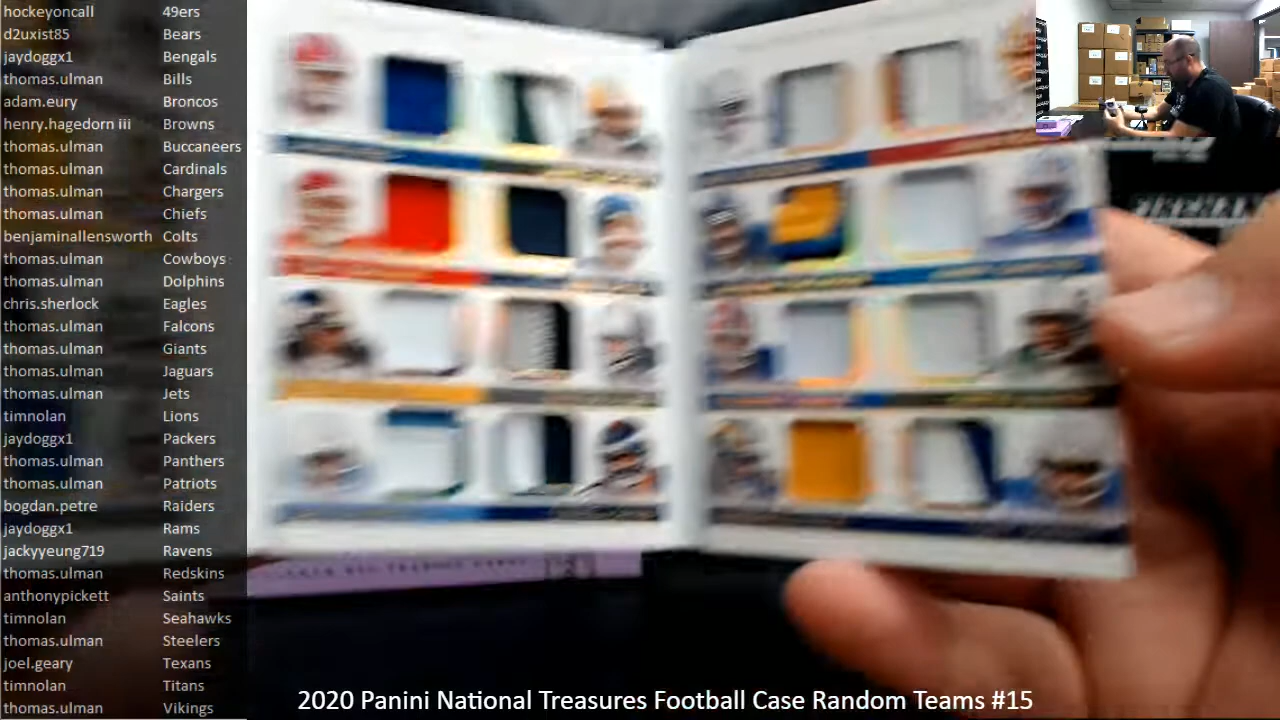 hockeyoncall 49ers
d2uxist85 Bears
jaydoggx1 Bengals
thomas.ulman Bills
adam.eury Broncos
henry.hagedorn iii Browns
thomas.ulman Buccaneers
thomas.ulman Cardinals
thomas.ulman Chargers
thomas.ulman Chiefs
benjaminallensworth Colts
thomas.ulman Cowboys
thomas.ulman Dolphins
chris.sherlock Eagles
thomas.ulman Falcons
thomas.ulman Giants
thomas.ulman Jaguars
thomas.ulman Jets
timnolan Lions
jaydoggx1 Packers
thomas.ulman Panthers
thomas.ulman Patriots
bogdan.petre Raiders
jaydoggx1 Rams
jackyyeung719 Ravens
thomas.ulman Redskins
anthonypickett Saints
timnolan Seahawks
thomas.ulman Steelers
joel.geary Texans
timnolan Titans
thomas.ulman Vikings
2020 Panini National Treasures Football Case Random Teams #15